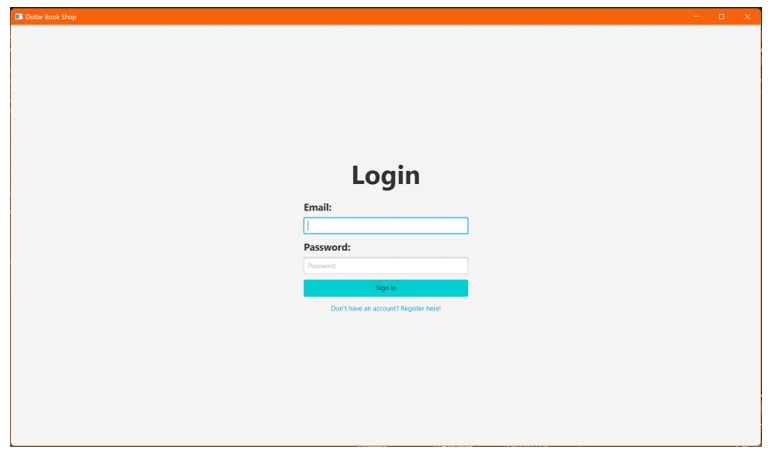 Dollar Book Shop
Login
Email:
Password:
Password
Sign In
Don't have an account? Register here!